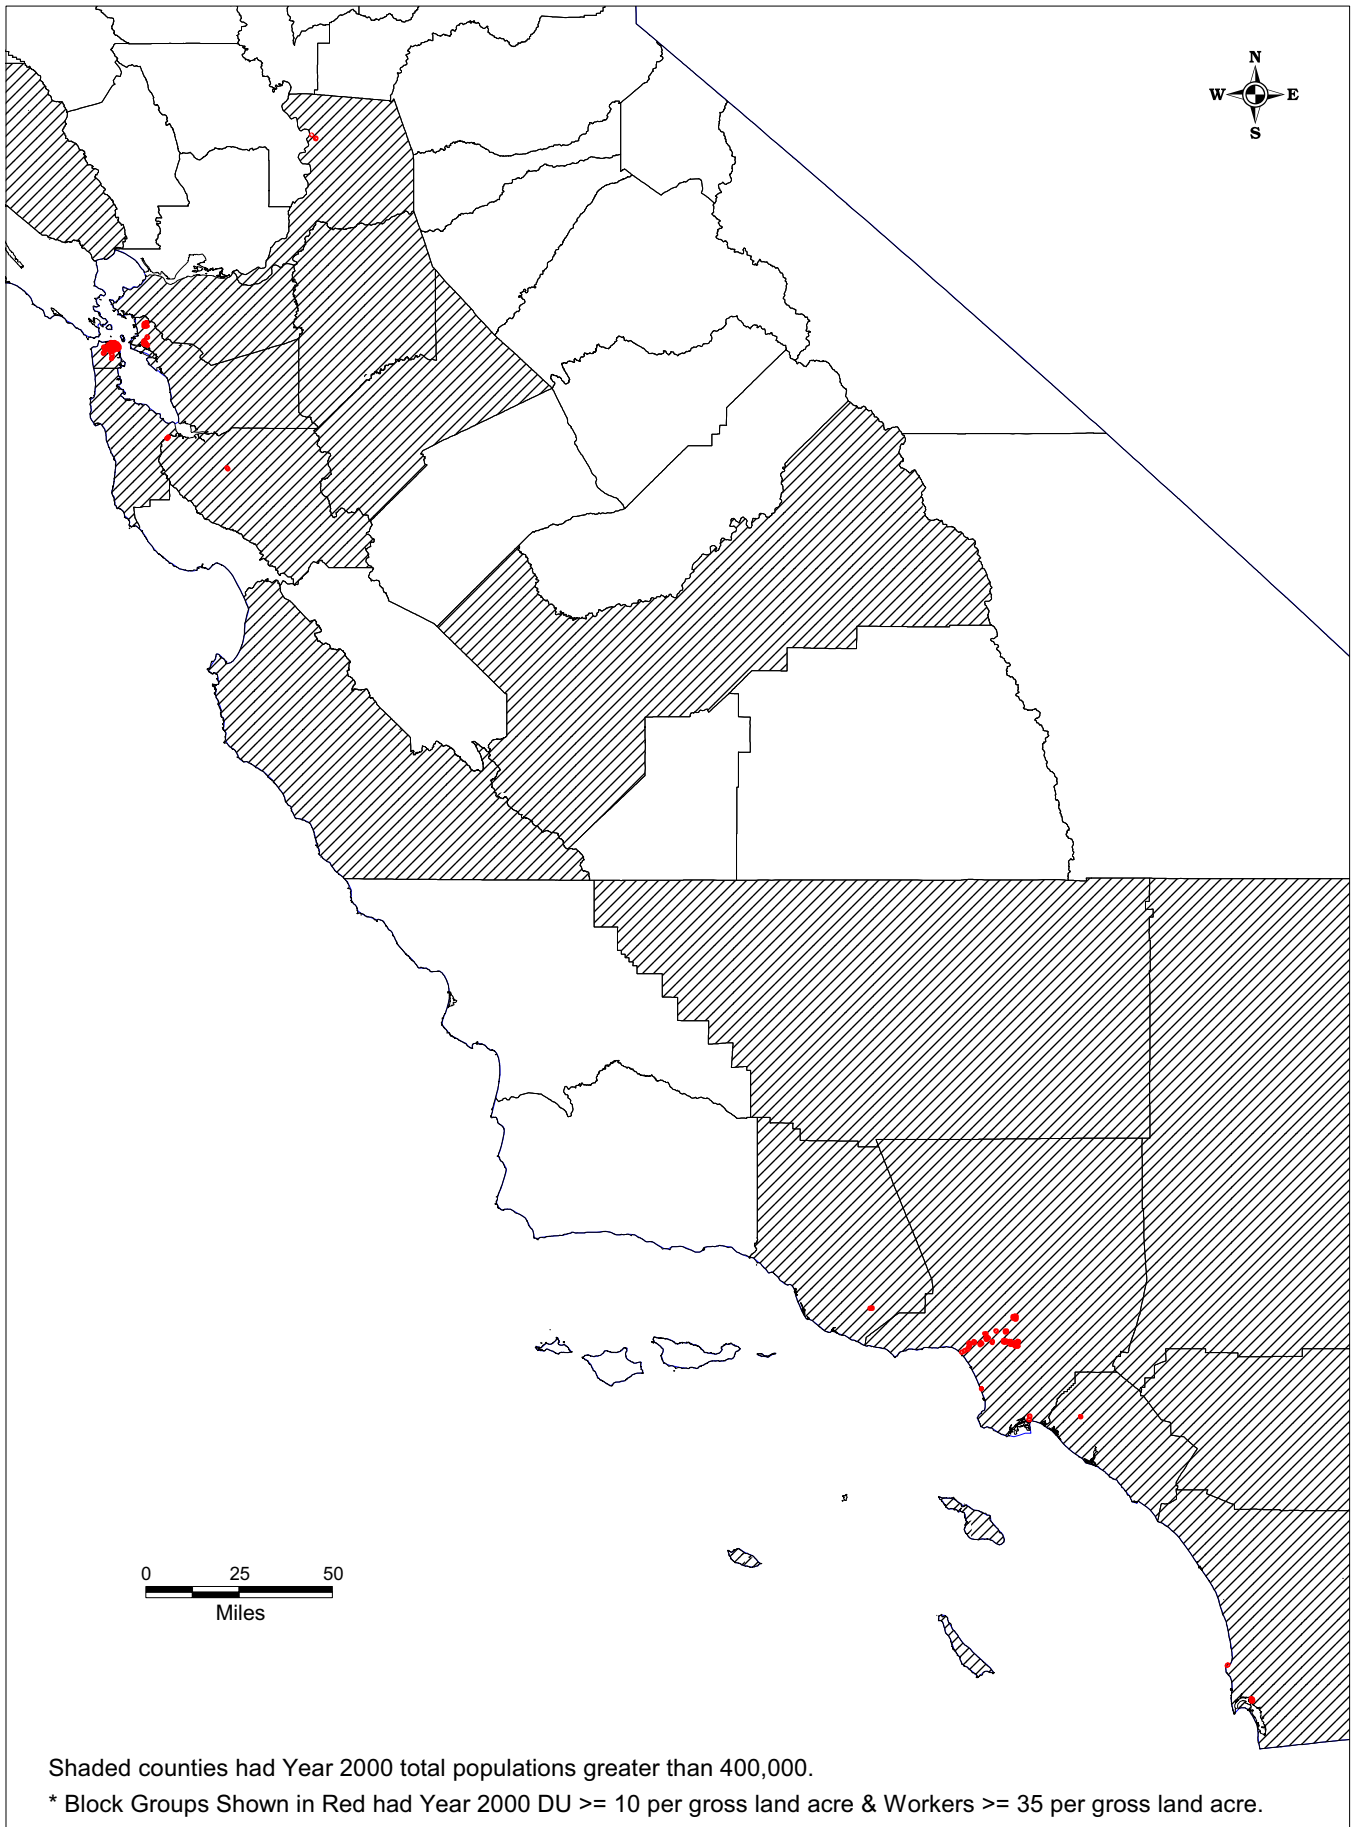 N
W E
S
0 25 50
Miles
Shaded counties had Year 2000 total populations greater than 400,000.
* Block Groups Shown in Red had Year 2000 DU >= 10 per gross land acre & Workers >= 35 per gross land acre.